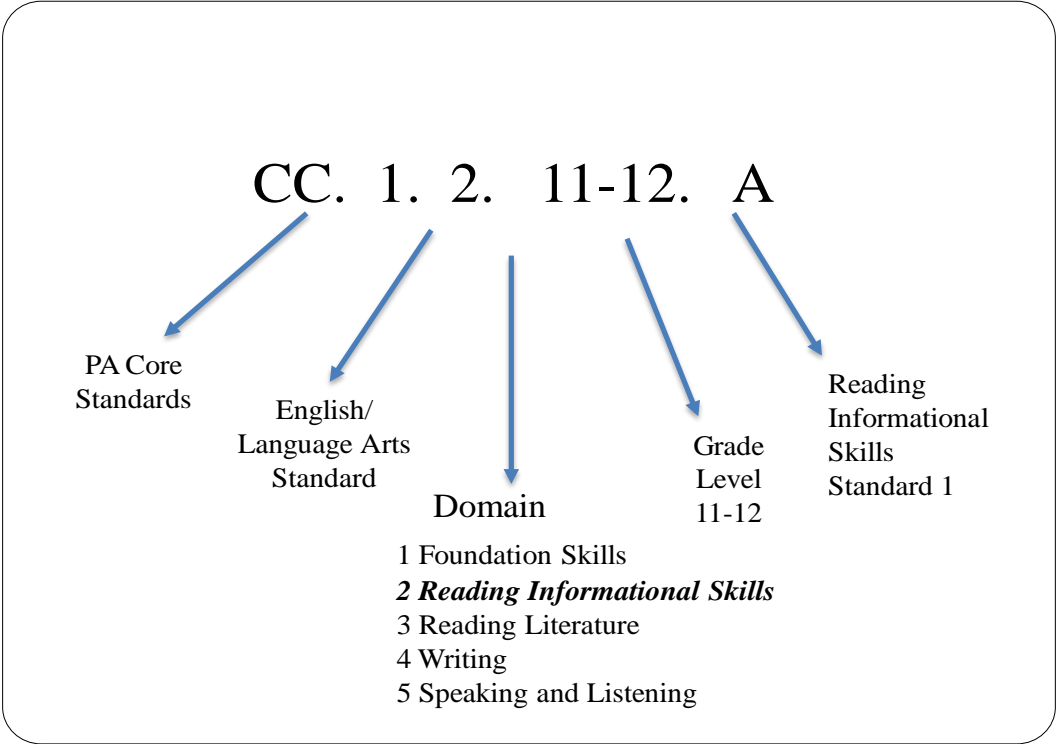 CC. 1. 2. 11-12. A
PA Core
Standards
English/
Language Arts
Standard
Domain
1 Foundation Skills
2 Reading Informational Skills
3 Reading Literature
4 Writing
5 Speaking and Listening
Grade
Level
11-12
Reading
Informational
Skills
Standard 1